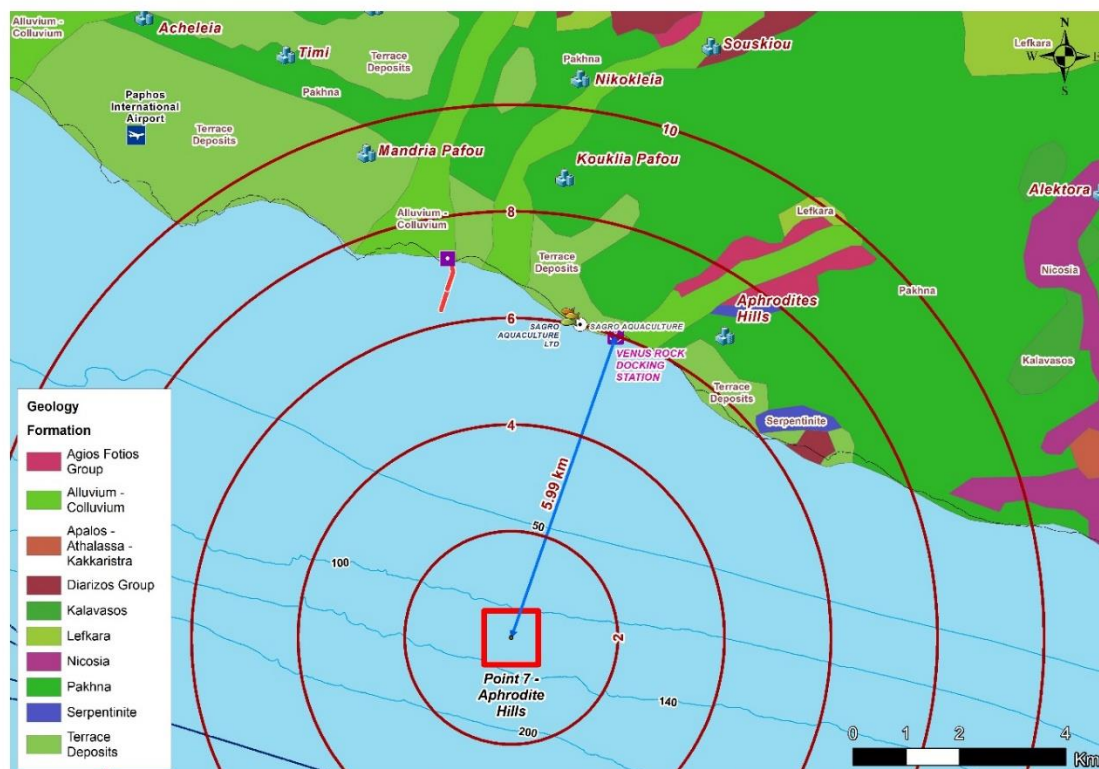 Alluvium -
Colluvium
Acheleia
Timi
Terrace
Deposits
Pakhna
Souskiou
Nikokleia
Lefkara
N
W
E
S
Paphos
International
Airport
Pakhna
Terrace
Deposits
Mandria Pafou
10
Kouklia Pafou
Alektora
Alluvium -
Colluvium
8
Lefkara
Terrace
Deposits
Nicosia
Pakhna
Aphrodites
Hills
6
SAGRO
AQUACULTURE
LTD
SAGRO AQUACULTURE
VENUS ROCK
DOCKING
STATION
Kalavasos
Terrace
Deposits
Serpentinite
4
5.99 km
50
100
2
Point 7 -
Aphrodite
Hills
140
200
Geology
Formation
Agios Fotios
Group
Alluvium -
Colluvium
Apalos -
Athalassa -
Kakkaristra
Diarizos Group
Kalavasos
Lefkara
Nicosia
Pakhna
Serpentinite
Terrace
Deposits
0 1 2 4
Km